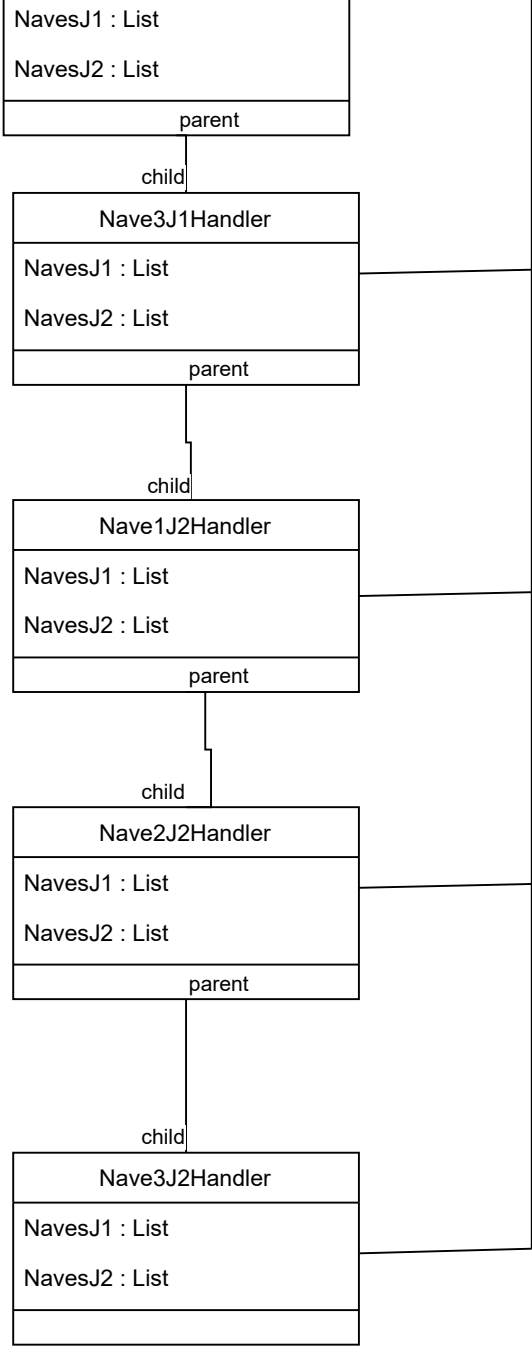 NavesJ1 : List
NavesJ2 : List
parent
child
Nave3J1Handler
NavesJ1 : List
NavesJ2 : List
parent
child
Nave1J2Handler
NavesJ1 : List
NavesJ2 : List
parent
child
Nave2J2Handler
NavesJ1 : List
NavesJ2 : List
parent
child
Nave3J2Handler
NavesJ1 : List
NavesJ2 : List